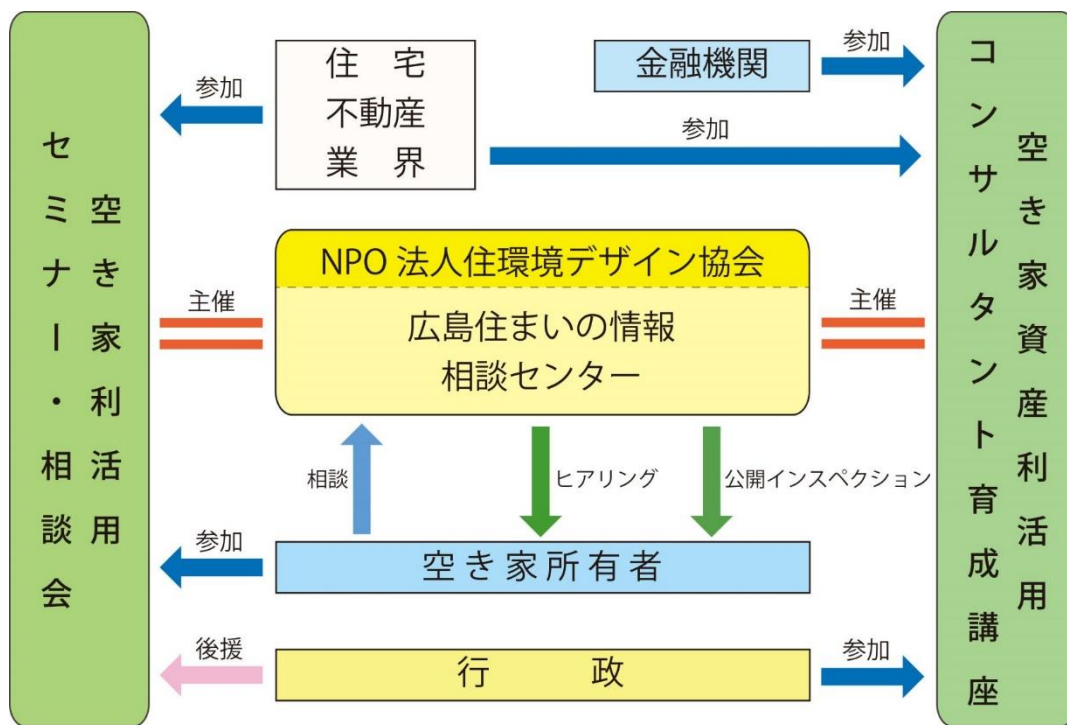 空き家利活用
セミナー・相談会
参加
住 宅
不動産
業 界
金融機関
参加
参加
主催
NPO 法人住環境デザイン協会
広島住まいの情報
相談センター
主催
相談
ヒアリング
公開インスペクション
参加
空き家所有者
後援
行 政
参加
空き家資産利活用
コンサルタント育成講座